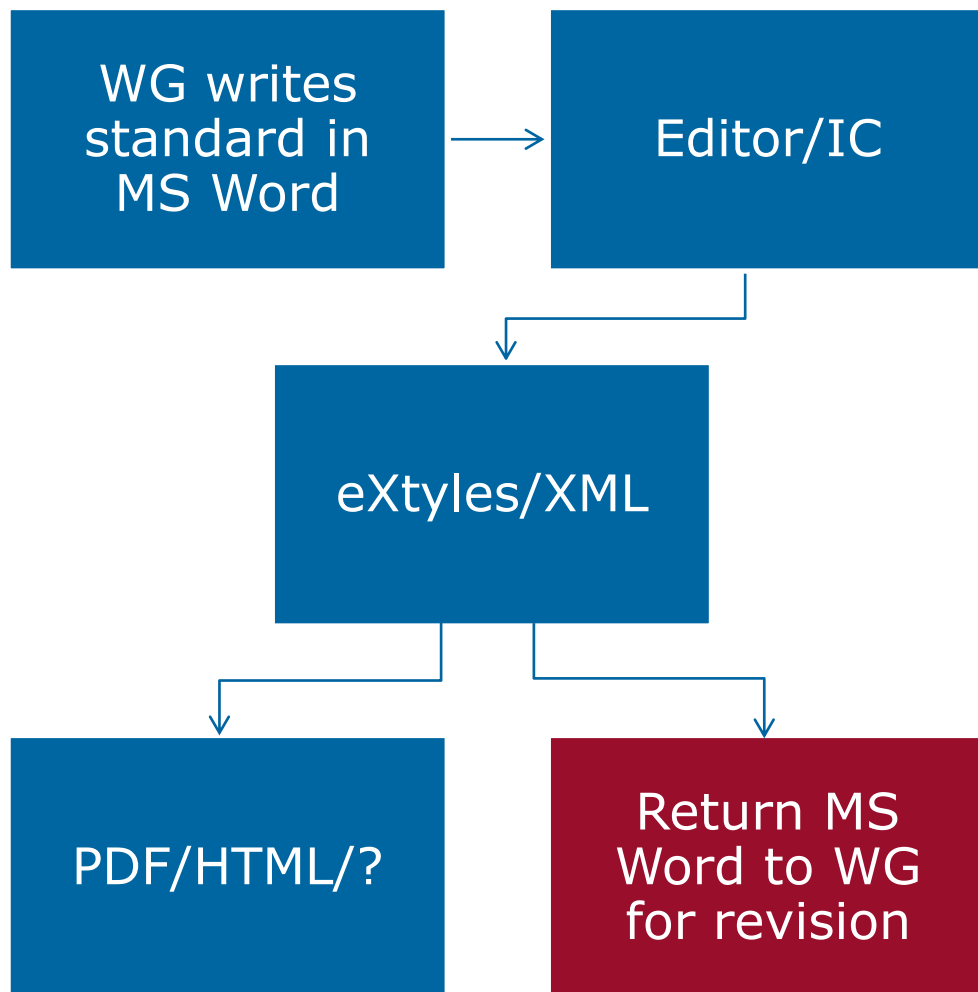 WG writes
standard in
MS Word
Editor/IC
eXtyles/XML
PDF/HTML/?
Return MS
Word to WG
for revision